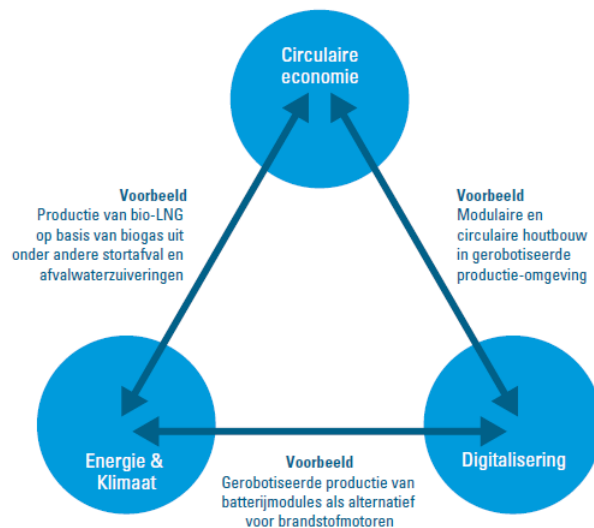 Circulaire
economie
Voorbeeld
Productie van bio-LNG
op basis van biogas uit
onder andere stortafval en
afvalwaterzuiveringen
Voorbeeld
Modulaire en
circulaire houtbouw
in gerobotiseerde
productie-omgeving
Energie &
Klimaat
Voorbeeld
Gerobotiseerde productie van
batterijmodules als alternatief
voor brandstofmotoren
Digitalisering